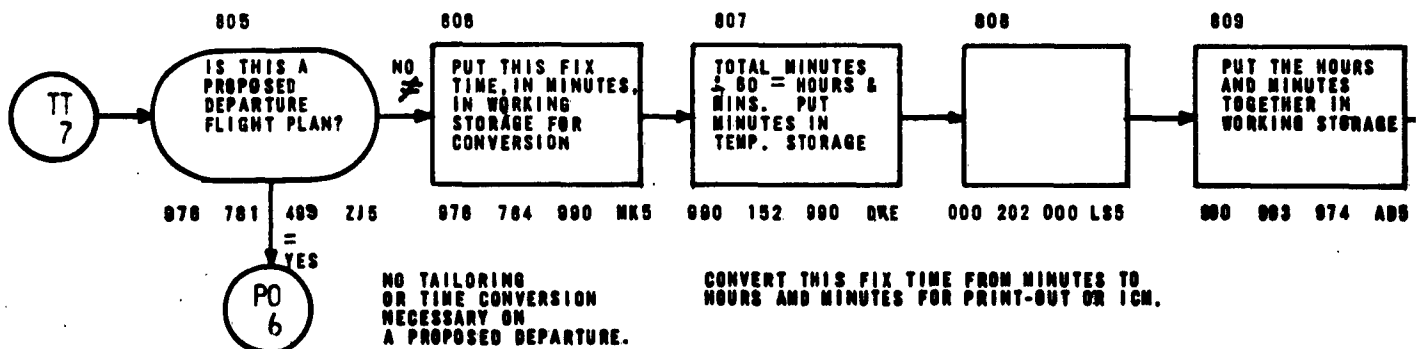 805
806
807
808
809
TT
7
IS THIS A
PROPOSED
DEPARTURE
FLIGHT PLAN?
NO
PUT THIS FIX
TIME, IN MINUTES,
IN WORKING
STORAGE FOR
CONVERSION
TOTAL MINUTES
÷ 60 = HOURS &
MINS. PUT
MINUTES IN
TEMP. STORAGE
PUT THE HOURS
AND MINUTES
TOGETHER IN
WORKING STORAGE
976 781 499 ZJ5
976 764 990 MK5
990 152 990
000 202 000 LS5
990 993 974 AD5
=
YES
PO
6
NO TAILORING
OR TIME CONVERSION
NECESSARY ON
A PROPOSED DEPARTURE.
CONVERT THIS FIX TIME FROM MINUTES TO
HOURS AND MINUTES FOR PRINT-OUT OR ICM.